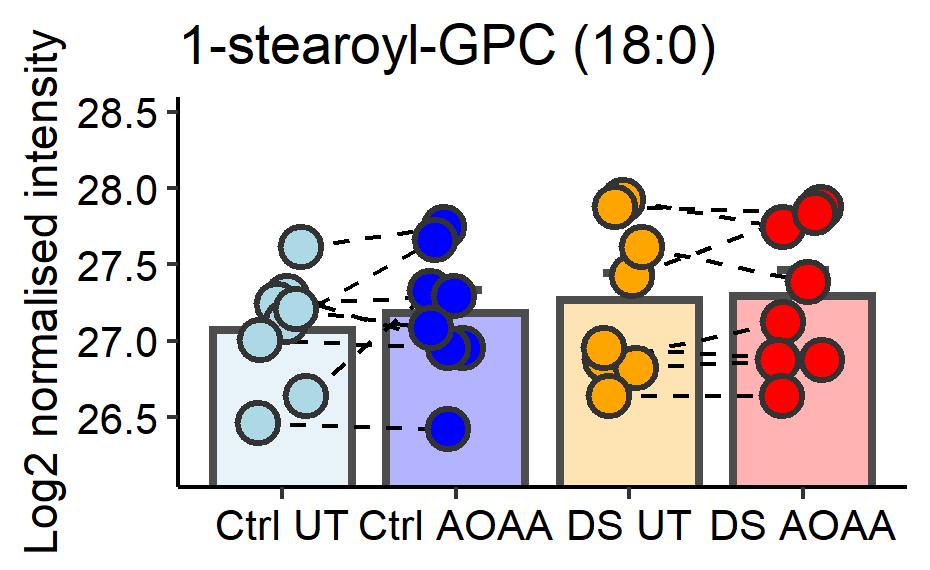 1-stearoyl-GPC (18:0)
Log2 normalised intensity
28.5
28.0
27.5
27.0
26.5
Ctrl UT Ctrl AOAA DS UT DS AOAA